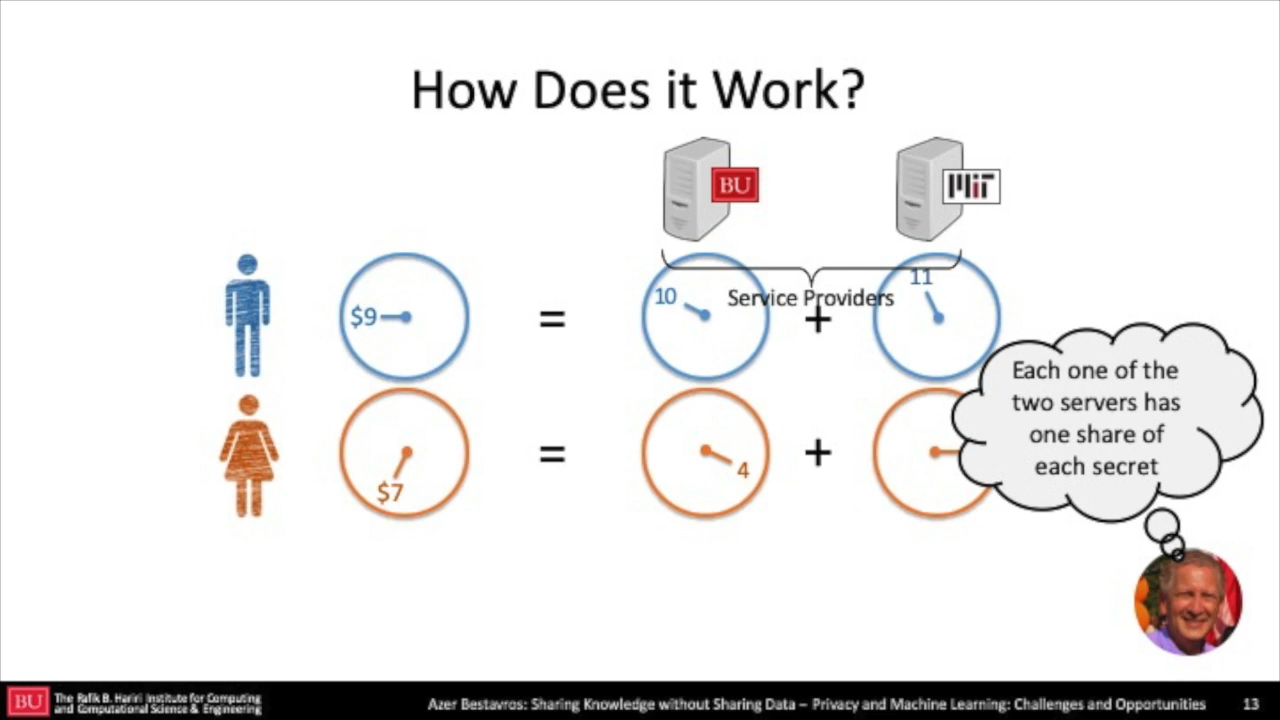 How Does it Work?
BU
MIT
$9
=
10
Service Providers
+
11
$7
=
4
+
Each one of the
two servers has
one share of
each secret
BU
The Rafik B. Hariri Institute for Computing
and Computational Science & Engineering
Azer Bestavros: Sharing Knowledge without Sharing Data – Privacy and Machine Learning: Challenges and Opportunities
13